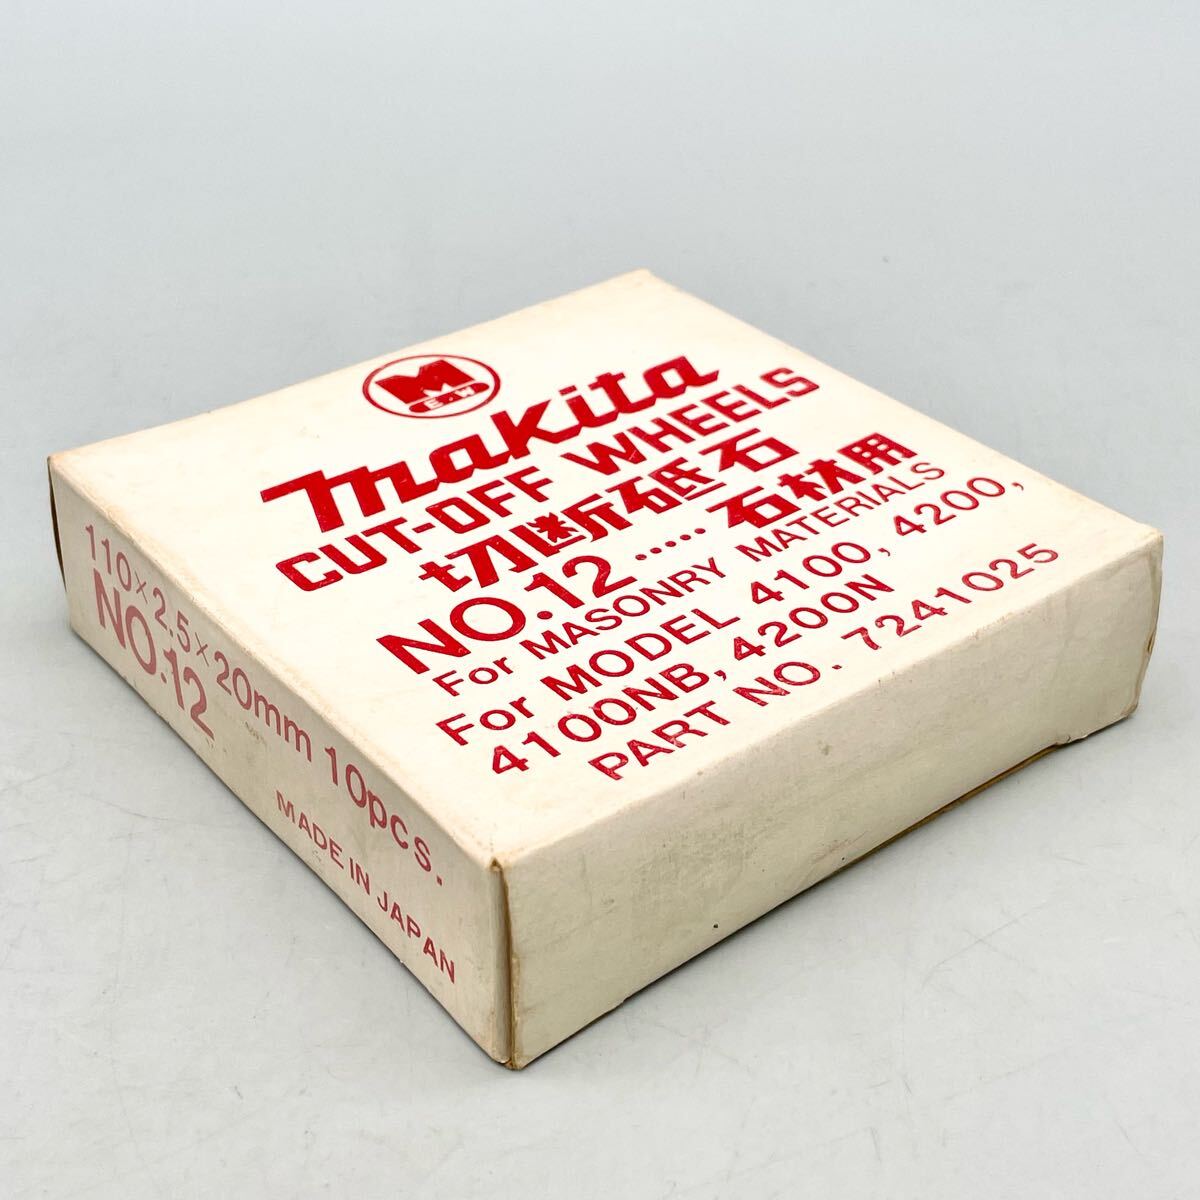 M
E.W
makita
CUT-OFF WHEELS
切断砥石
NO.12·····石材用
For MASONRY MATERIALS
For MODEL 4100, 4200,
4100NB, 4200N
PART NO. 7241025
110×2.5×20mm 10pcs.
NO.12
MADE IN JAPAN